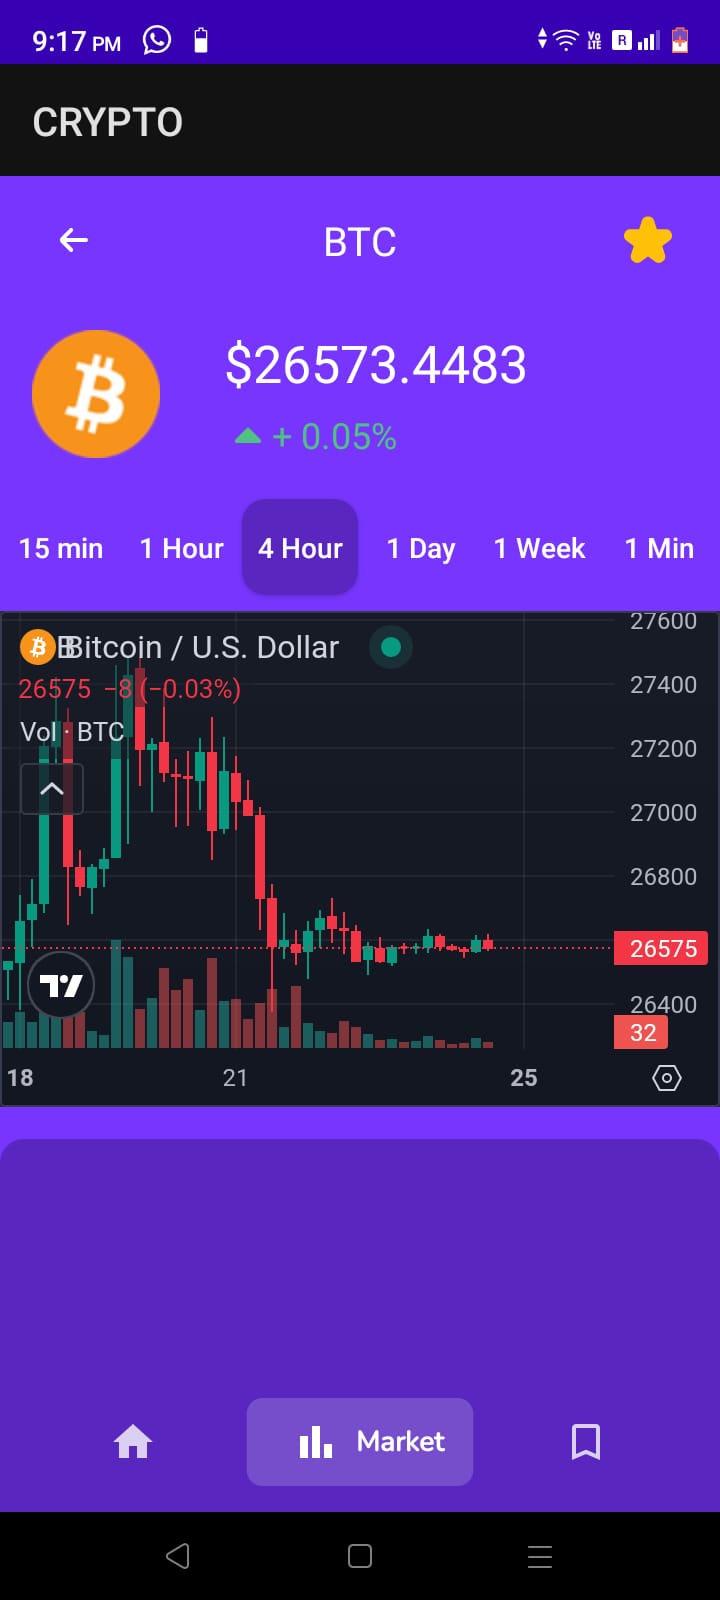 9:17 PM
Vo LTE R
CRYPTO
BTC
$26573.4483
+ 0.05%
15 min 1 Hour 4 Hour 1 Day 1 Week 1 Min
Bitcoin / U.S. Dollar
26575 −8 (−0.03%)
Vol · BTC
27600
27400
27200
27000
26800
26575
26400
32
18 21 25
Market